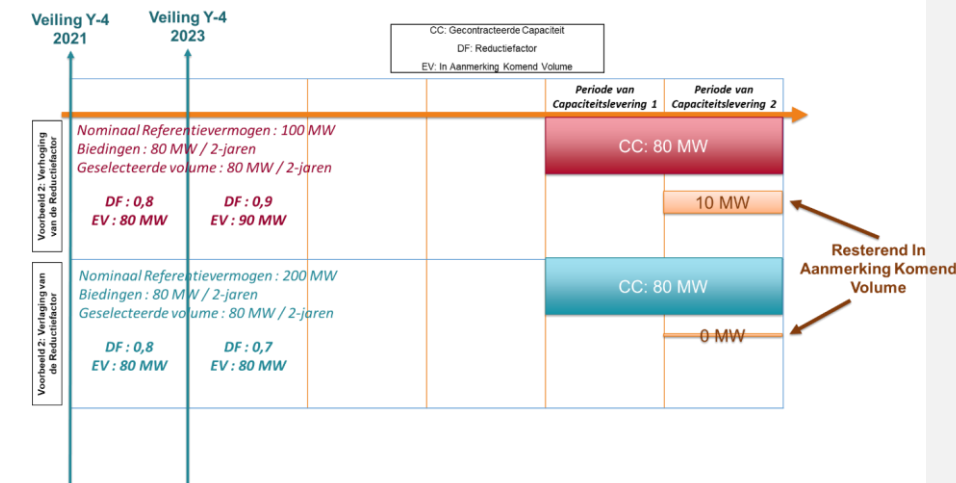 Veiling Y-4
2021
Veiling Y-4
2023
CC: Gecontracteerde Capaciteit
DF: Reductiefactor
EV: In Aanmerking Komend Volume
Periode van
Capaciteitslevering 1
Periode van
Capaciteitslevering 2
Voorbeeld 2: Verhoging
van de Reductiefactor
Nominaal Referentievermogen : 100 MW
Biedingen : 80 MW / 2-jaren
Geselecteerde volume : 80 MW / 2-jaren
DF : 0,8
EV : 80 MW
DF : 0,9
EV : 90 MW
CC: 80 MW
10 MW
Resterend In
Aanmerking Komend
Volume
Voorbeeld 2: Verlaging van
de Reductiefactor
Nominaal Referentievermogen : 200 MW
Biedingen : 80 MW / 2-jaren
Geselecteerde volume : 80 MW / 2-jaren
DF : 0,8
EV : 80 MW
DF : 0,7
EV : 80 MW
CC: 80 MW
0 MW